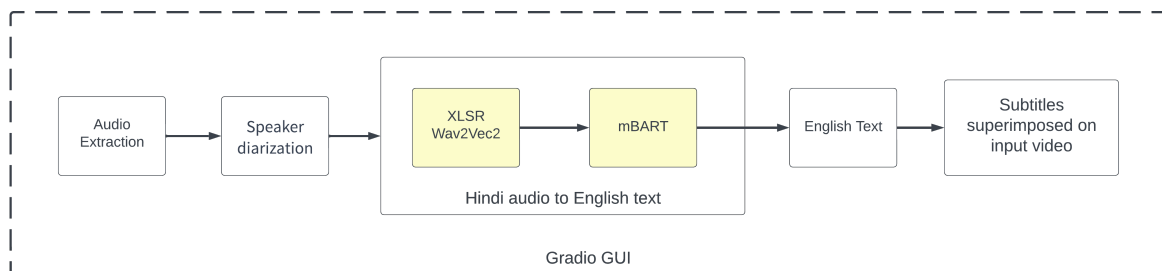 Audio
Extraction
Speaker
diarization
XLSR
Wav2Vec2
mBART
Hindi audio to English text
English Text
Subtitles
superimposed on
input video
Gradio GUI